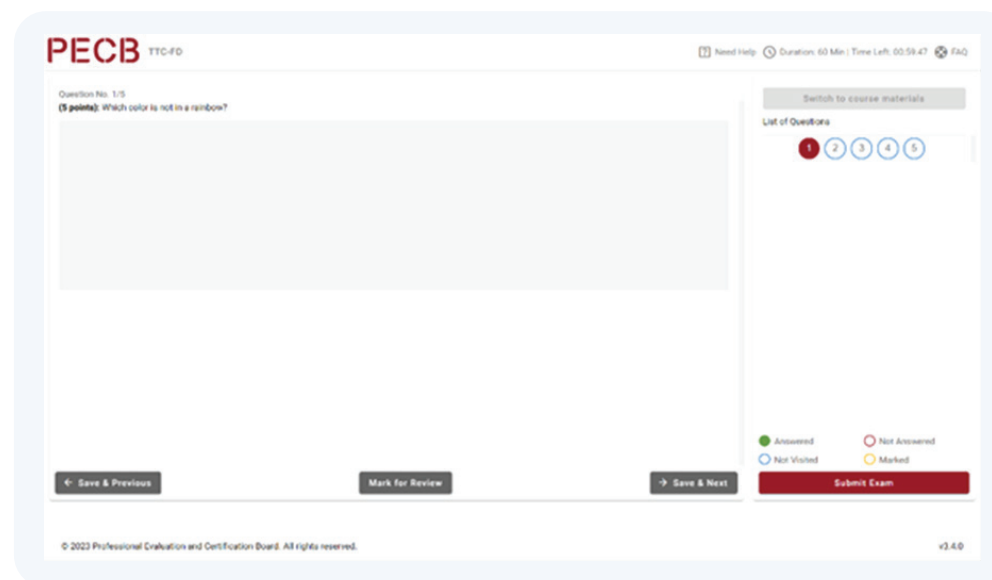 PECB TTC-FD
Need Help Duration: 60 Min | Time Left: 00:59:47 FAQ
Question No. 1/5
(5 points): Which color is not in a rainbow?
Switch to course materials
List of Questions
1 2 3 4 5
Answered Not Answered
Not Visited Marked
← Save & Previous Mark for Review → Save & Next Submit Exam
© 2023 Professional Evaluation and Certification Board. All rights reserved. v3.4.0